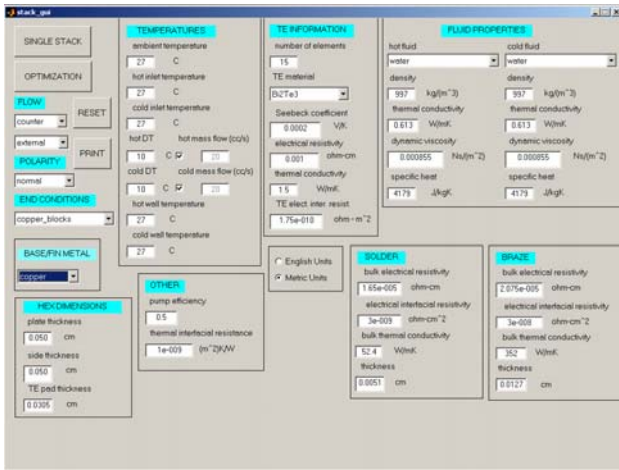 stack_gui
SINGLE STACK
OPTIMIZATION
FLOW
counter
RESET
external
POLARITY
PRINT
normal
END CONDITIONS
copper_blocks
BASE/FIN METAL
copper
HEX DIMENSIONS
plate thickness
0.050 cm
side thickness
0.050 cm
TE pad thickness
0.0305 cm
TEMPERATURES
ambient temperature
27 C
hot inlet temperature
27 C
cold inlet temperature
27 C
hot DT hot mass flow (cc/s)
10 C 20
cold DT cold mass flow (cc/s)
10 C 20
hot wall temperature
27 C
cold wall temperature
27 C
OTHER
pump efficiency
0.5
thermal interfacial resistance
1e-009 (m^2)K/W
TE INFORMATION
number of elements
15
TE material
Bi2Te3
Seebeck coefficient
0.0002 V/K
electrical resistivity
0.001 ohm-cm
thermal conductivity
1.5 W/mK
TE elect. inter. resist.
1.75e-010 ohm-m^2
English Units
Metric Units
FLUID PROPERTIES
hot fluid cold fluid
water water
density density
997 kg/(m^3) 997 kg/(m^3)
thermal conductivity thermal conductivity
0.613 W/mK 0.613 W/mK
dynamic viscosity dynamic viscosity
0.000855 Ns/(m^2) 0.000855 Ns/(m^2)
specific heat specific heat
4179 J/kgK 4179 J/kgK
SOLDER
bulk electrical resistivity
1.65e-005 ohm-cm
electrical interfacial resistivity
3e-009 ohm-cm^2
bulk thermal conductivity
52.4 W/mK
thickness
0.0051 cm
BRAZE
bulk electrical resistivity
2.075e-005 ohm-cm
electrical interfacial resistivity
3e-008 ohm-cm^2
bulk thermal conductivity
352 W/mK
thickness
0.0127 cm